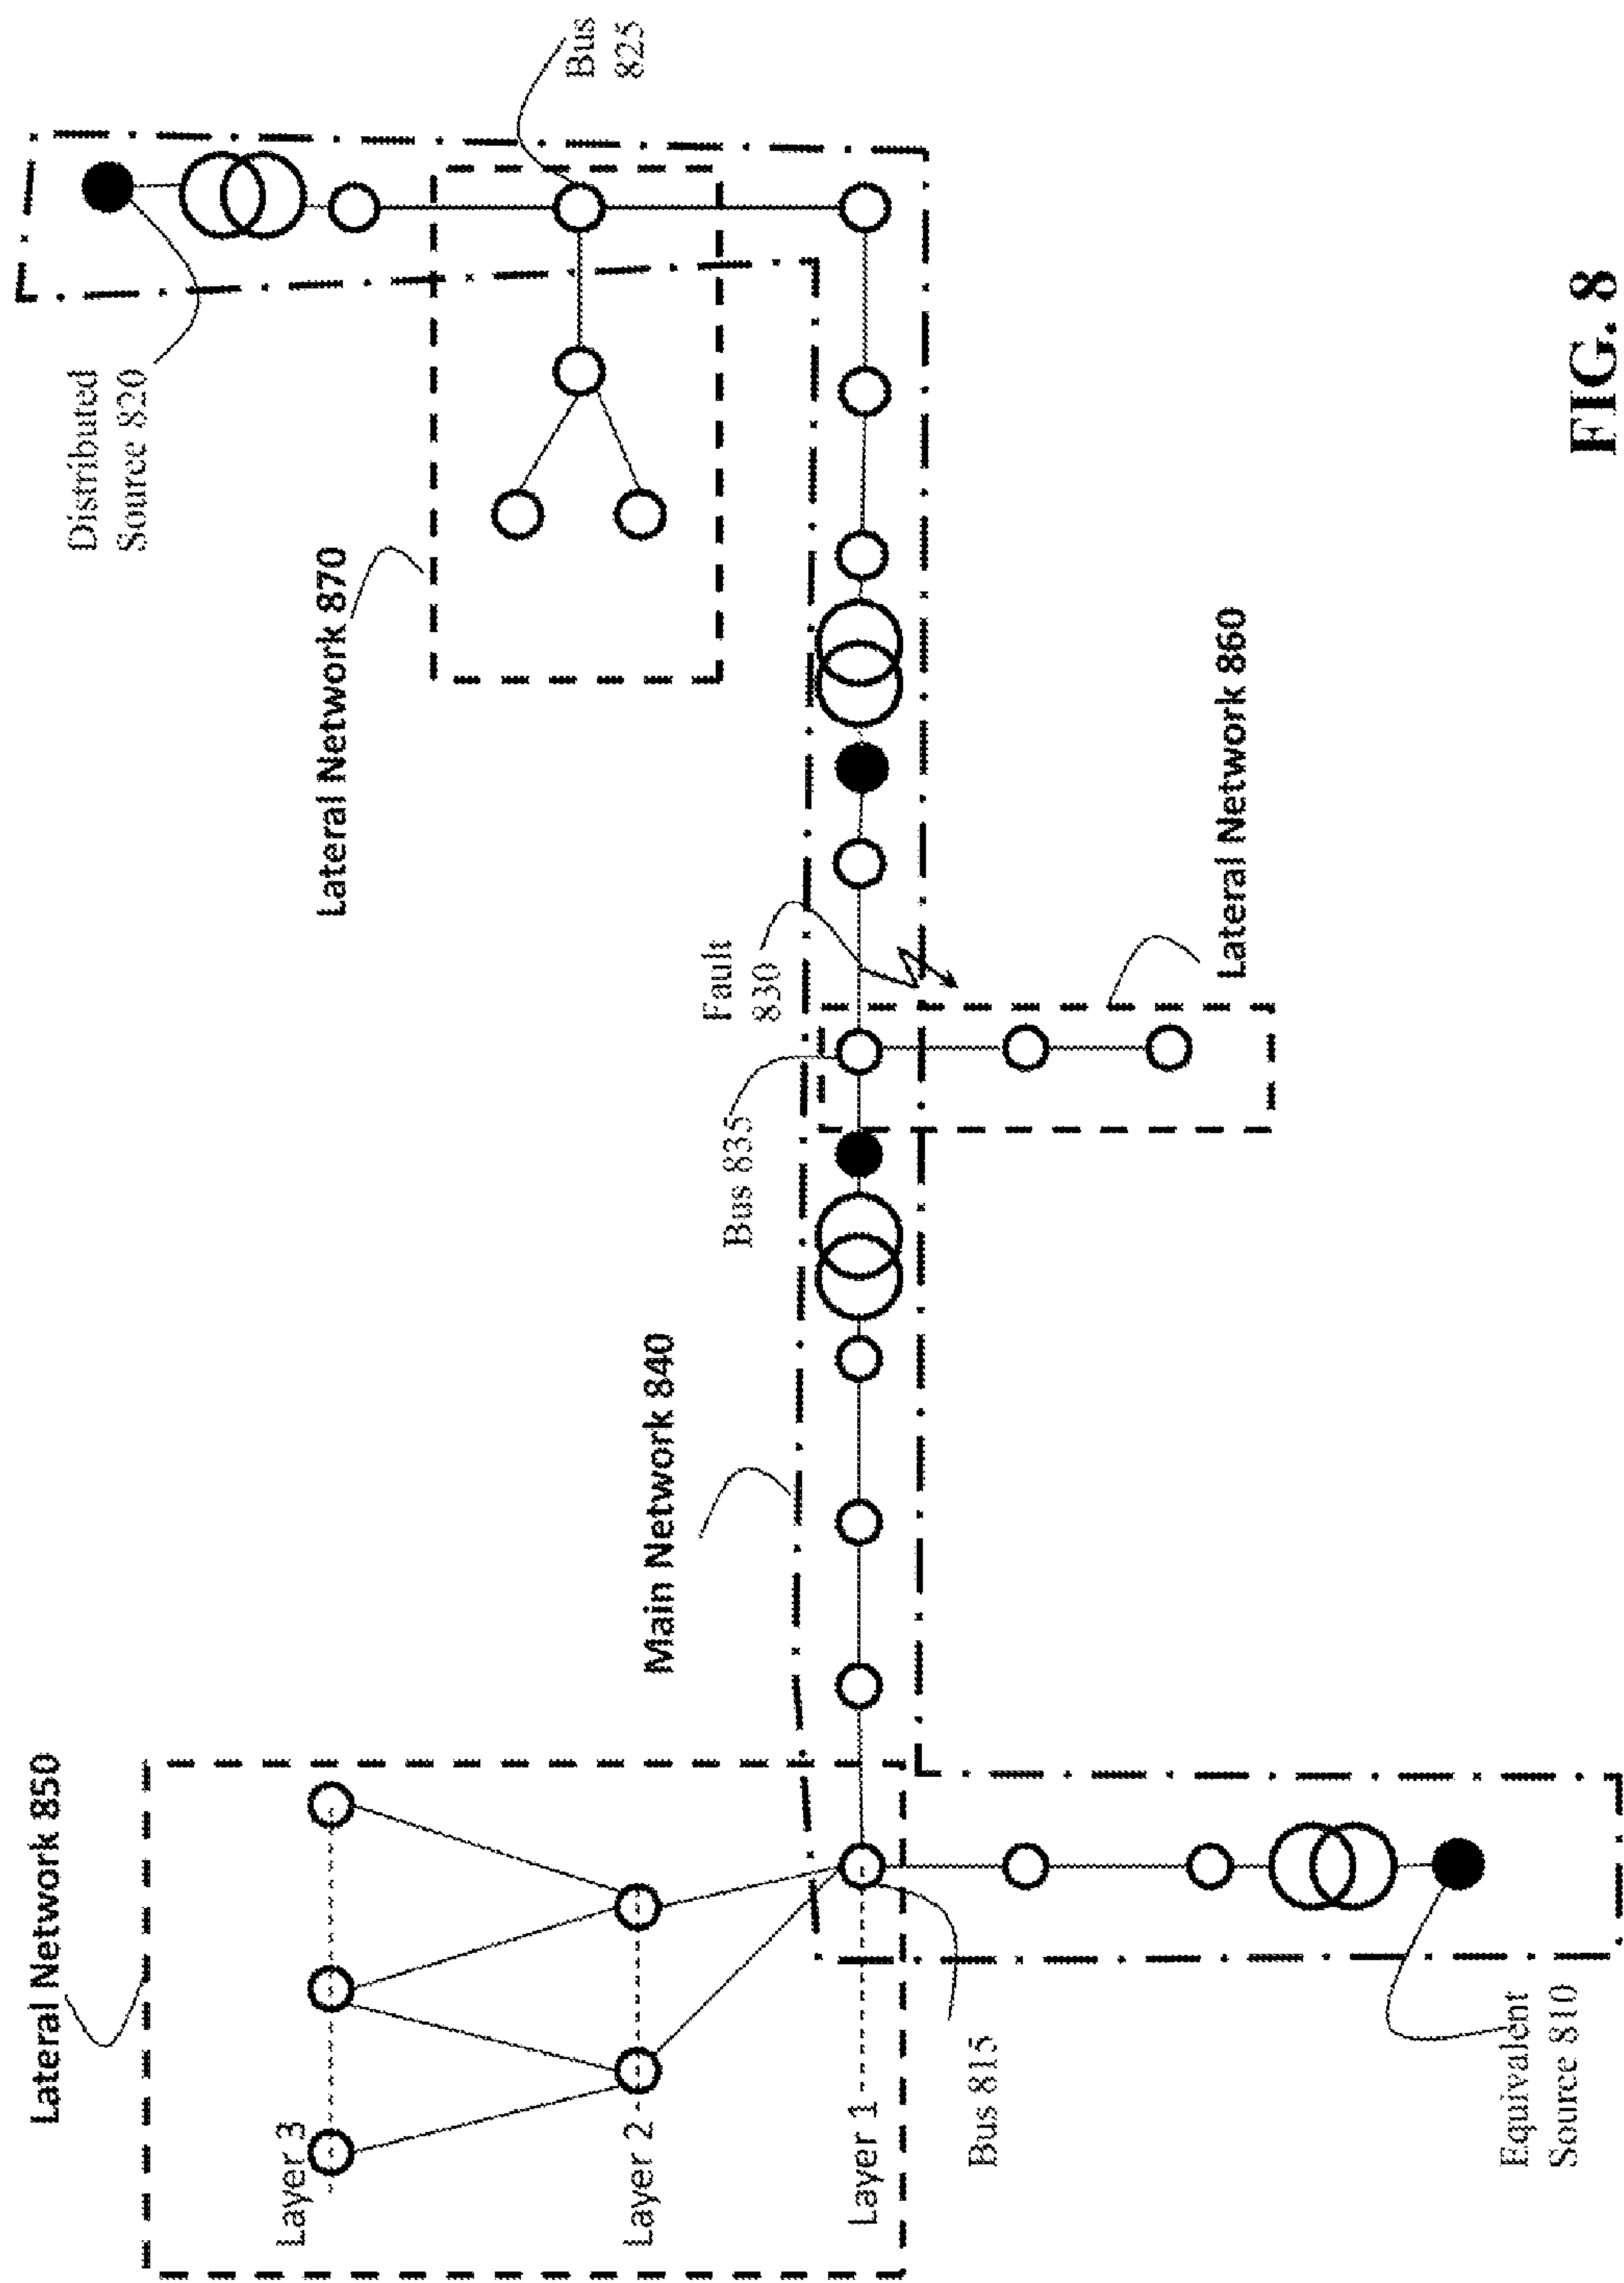 Lateral Network 850
Layer 3
Layer 2
Layer 1
Bus 815
Equivalent
Source 810
Main Network 840
Bus 835
Fault
830
Lateral Network 860
Lateral Network 870
Distributed
Source 820
Bus
825
FIG. 8